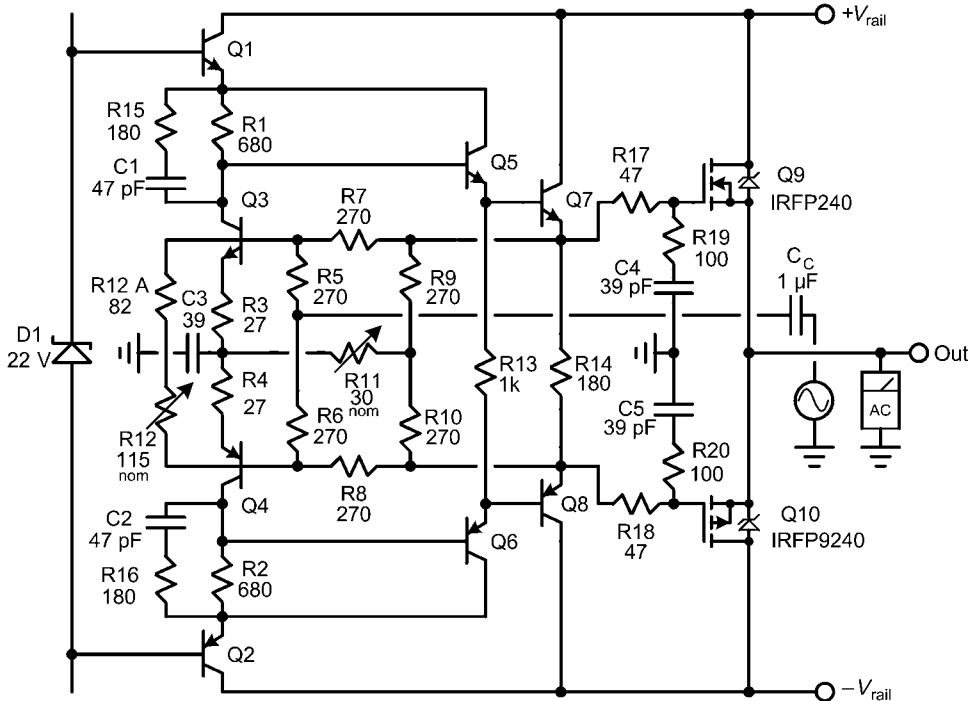 +Vrail
Q1
R15
180
R1
680
C1
47 pF
Q5
R17
47
Q9
IRFP240
Q3
R7
270
Q7
R12 A
82
C3
39
R3
27
R5
270
R9
270
C4
39 pF
R19
100
CC
1 µF
D1
22 V
R11
30
nom
R13
1k
R14
180
Out
R4
27
R12
115
nom
R6
270
R10
270
C5
39 pF
R20
100
AC
Q4
R8
270
Q8
C2
47 pF
R18
47
Q10
IRFP9240
Q6
R16
180
R2
680
Q2
−Vrail